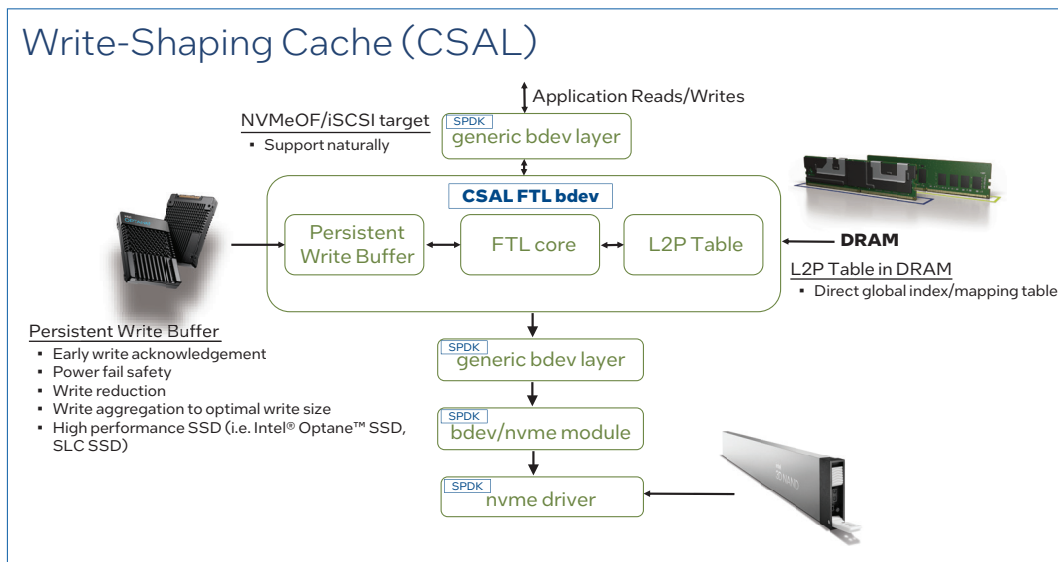 Write-Shaping Cache (CSAL)
Application Reads/Writes
NVMeOF/iSCSI target
▪ Support naturally
SPDK
generic bdev layer
CSAL FTL bdev
Persistent
Write Buffer
FTL core
L2P Table
DRAM
L2P Table in DRAM
▪ Direct global index/mapping table
Persistent Write Buffer
▪ Early write acknowledgement
▪ Power fail safety
▪ Write reduction
▪ Write aggregation to optimal write size
▪ High performance SSD (i.e. Intel® Optane™ SSD,
SLC SSD)
SPDK
generic bdev layer
SPDK
bdev/nvme module
SPDK
nvme driver
3D NAND